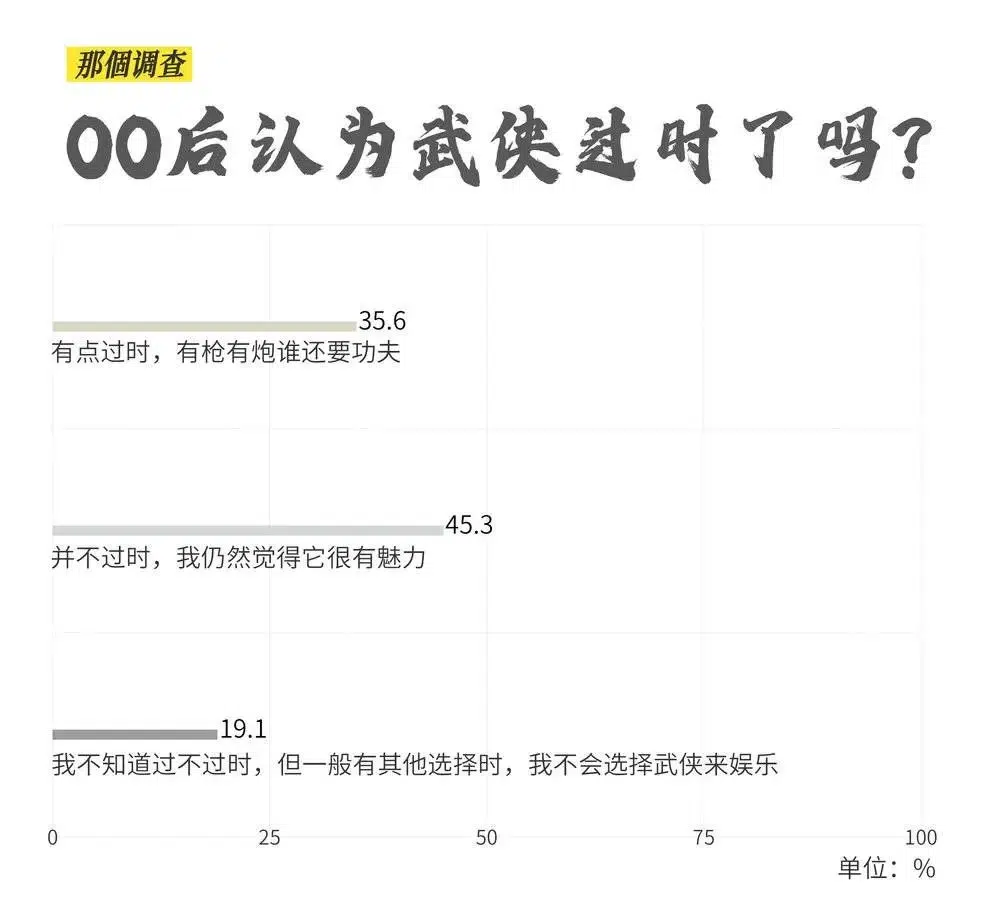 那個调查
00后认为武侠过时了吗?
35.6
有点过时，有枪有炮谁还要功夫
45.3
并不过时，我仍然觉得它很有魅力
19.1
我不知道过不过时，但一般有其他选择时，我不会选择武侠来娱乐
0 25 50 75 100
单位：%